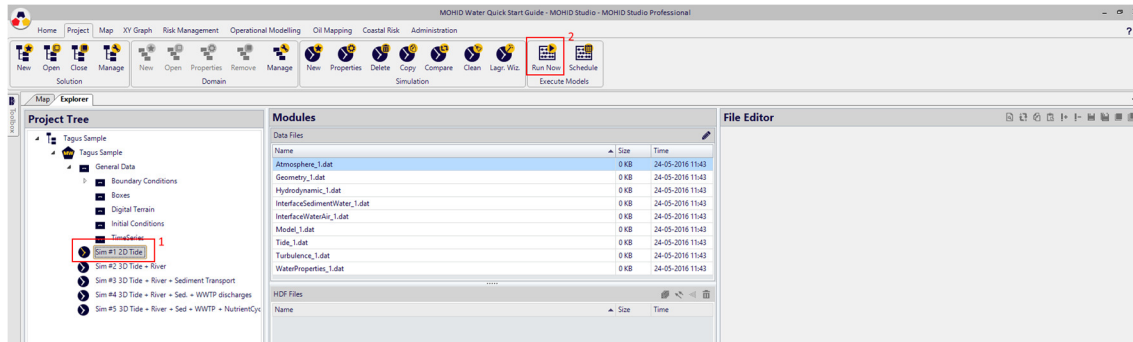 MOHID Water Quick Start Guide - MOHID Studio - MOHID Studio Professional
Home Project Map XY Graph Risk Management Operational Modelling Oil Mapping Coastal Risk Administration ?
2
New Open Close Manage New Open Properties Remove Manage New Properties Delete Copy Compare Clean Lagr. Wiz. Run Now Schedule
Solution Domain Simulation Execute Models
Toolbox
Map Explorer
Project Tree
Tagus Sample
MW Tagus Sample
General Data
Boundary Conditions
Boxes
Digital Terrain
Initial Conditions
TimeSeries
1
Sim #1 2D Tide
Sim #2 3D Tide + River
Sim #3 3D Tide + River + Sediment Transport
Sim #4 3D Tide + River + Sed. + WWTP discharges
Sim #5 3D Tide + River + Sed + WWTP + NutrientCyc
Modules
Data Files
Name Size Time
Atmosphere_1.dat 0 KB 24-05-2016 11:43
Geometry_1.dat 0 KB 24-05-2016 11:43
Hydrodynamic_1.dat 0 KB 24-05-2016 11:43
InterfaceSedimentWater_1.dat 0 KB 24-05-2016 11:43
InterfaceWaterAir_1.dat 0 KB 24-05-2016 11:43
Model_1.dat 0 KB 24-05-2016 11:43
Tide_1.dat 0 KB 24-05-2016 11:43
Turbulence_1.dat 0 KB 24-05-2016 11:43
WaterProperties_1.dat 0 KB 24-05-2016 11:43
HDF Files
Name Size Time
File Editor